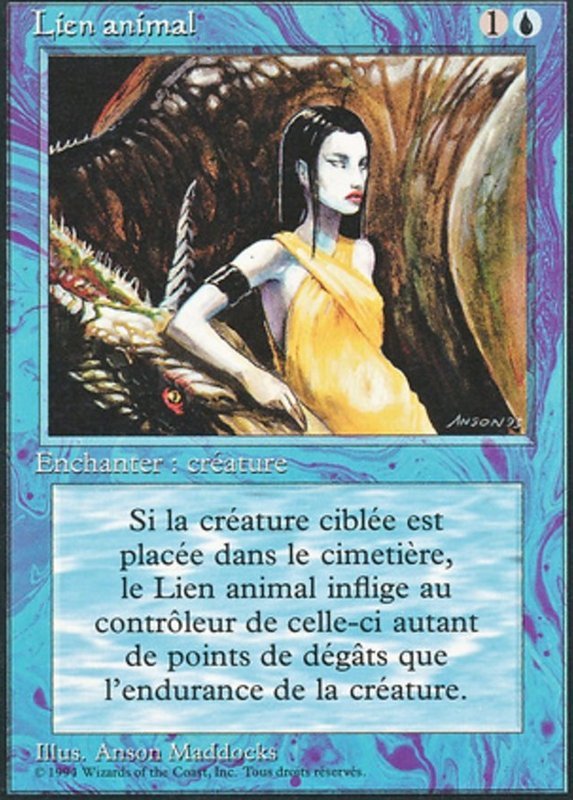 Lien animal 1
ANSON 93
Enchanter : créature
Si la créature ciblée est
placée dans le cimetière,
le Lien animal inflige au
contrôleur de celle-ci autant
de points de dégâts que
l'endurance de la créature.
Illus. Anson Maddocks
© 1994 Wizards of the Coast, Inc. Tous droits réservés.